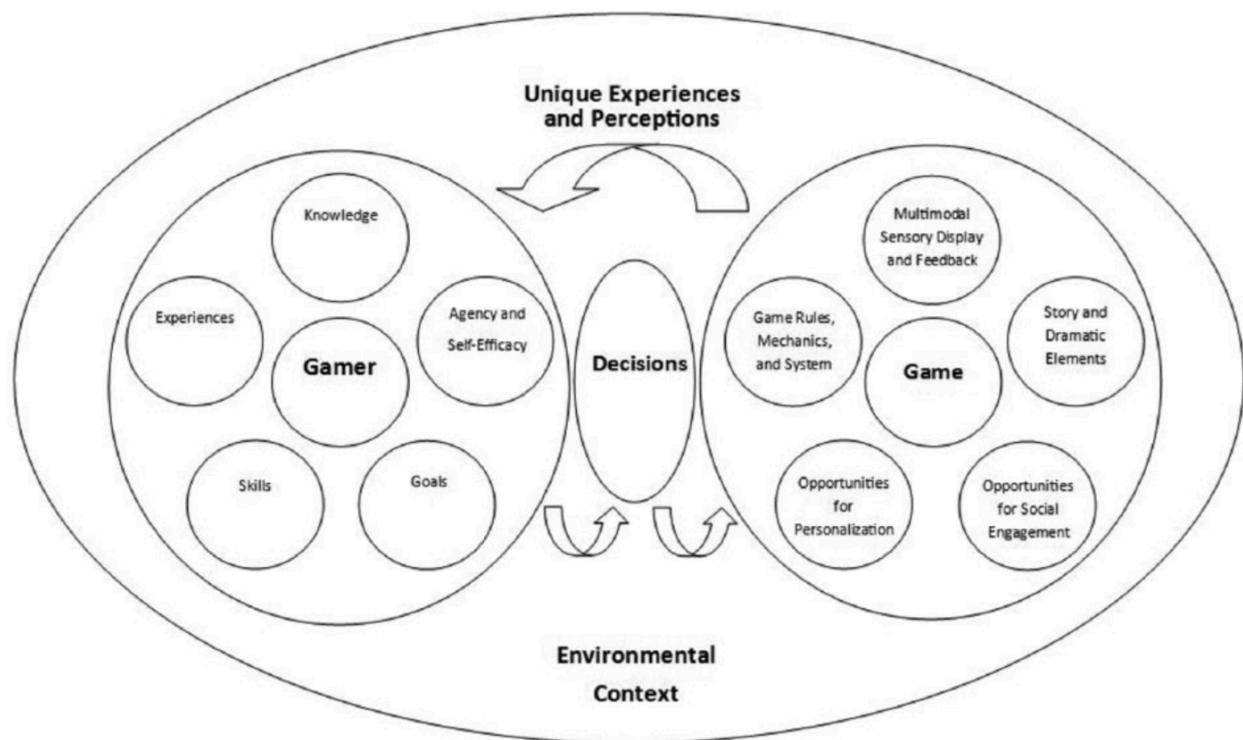 Unique Experiences
and Perceptions
Knowledge
Experiences
Agency and
Self-Efficacy
Gamer
Skills
Goals
Decisions
Multimodal
Sensory Display
and Feedback
Game Rules,
Mechanics,
and System
Story and
Dramatic
Elements
Game
Opportunities
for
Personalization
Opportunities
for Social
Engagement
Environmental
Context